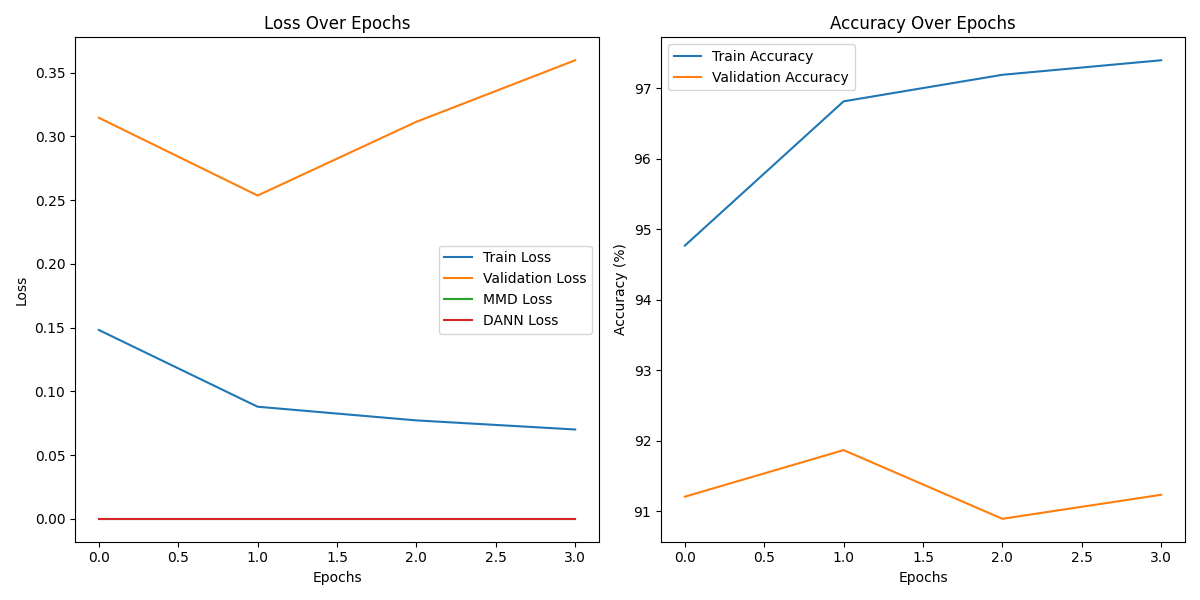 Loss Over Epochs
Loss
0.35
0.30
0.25
0.20
0.15
0.10
0.05
0.00
Train Loss
Validation Loss
MMD Loss
DANN Loss
0.0 0.5 1.0 1.5 2.0 2.5 3.0
Epochs
Accuracy Over Epochs
Accuracy (%)
97
96
95
94
93
92
91
Train Accuracy
Validation Accuracy
0.0 0.5 1.0 1.5 2.0 2.5 3.0
Epochs